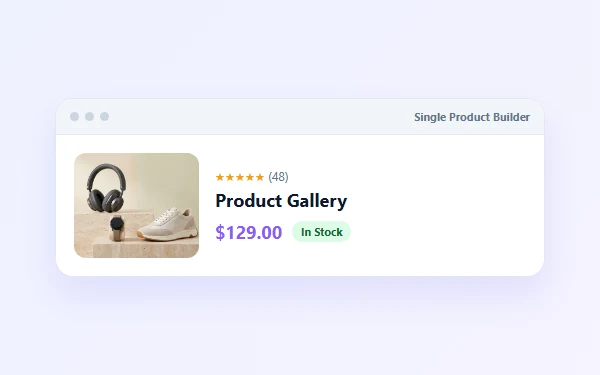 Single Product Builder
★★★★★ (48)
Product Gallery
$129.00 In Stock